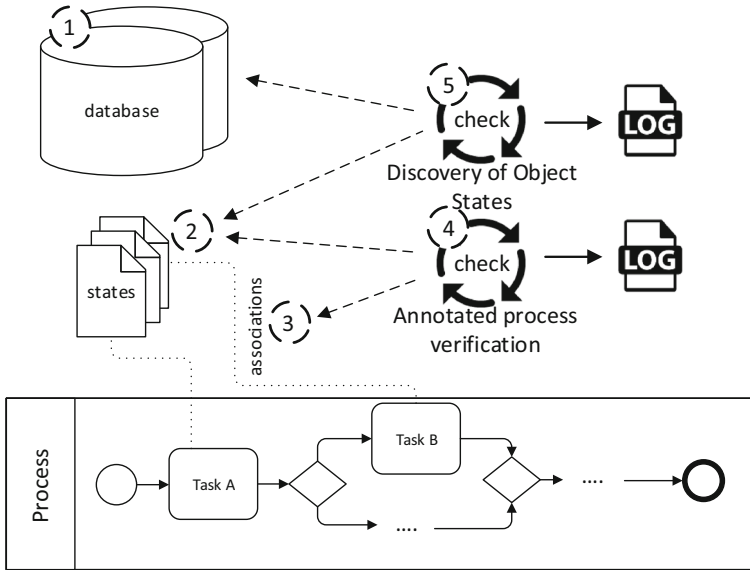 1
database
5
check
LOG
Discovery of Object
States
2
states
4
check
LOG
Annotated process
verification
associations
3
Process
Task A
Task B
....
....